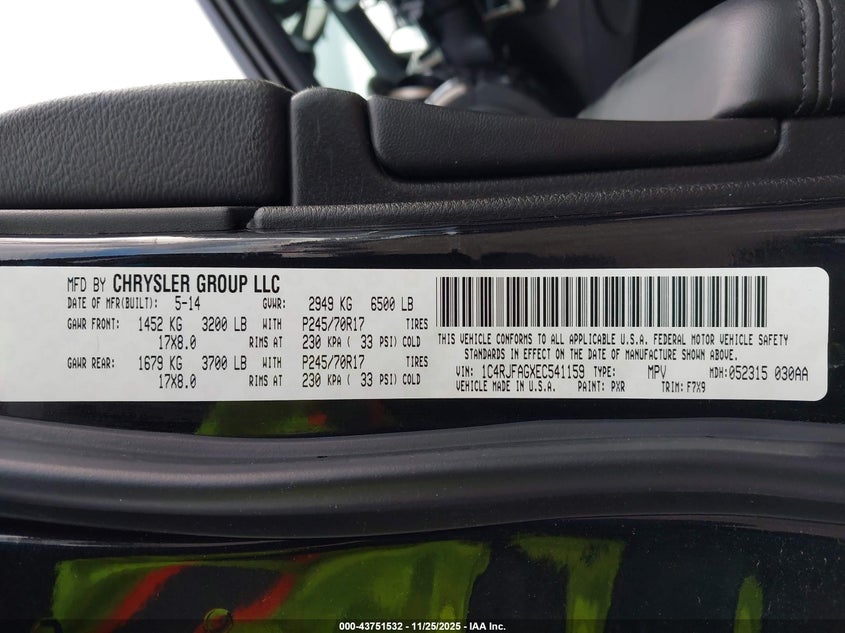 MFD BY CHRYSLER GROUP LLC
DATE OF MFR(BUILT): 5-14 GVWR: 2949 KG 6500 LB
GAWR FRONT: 1452 KG 3200 LB WITH P245/70R17 TIRES
17X8.0 RIMS AT 230 KPA ( 33 PSI) COLD
GAWR REAR: 1679 KG 3700 LB WITH P245/70R17 TIRES
17X8.0 RIMS AT 230 KPA ( 33 PSI) COLD
THIS VEHICLE CONFORMS TO ALL APPLICABLE U.S.A. FEDERAL MOTOR VEHICLE SAFETY
STANDARDS IN EFFECT ON THE DATE OF MANUFACTURE SHOWN ABOVE.
VIN: 1C4RJFAGXEC541159 TYPE: MPV MDH:052315 030AA
VEHICLE MADE IN U.S.A. PAINT: PXR TRIM: F7X9
000-43751532 - 11/25/2025 - IAA Inc.